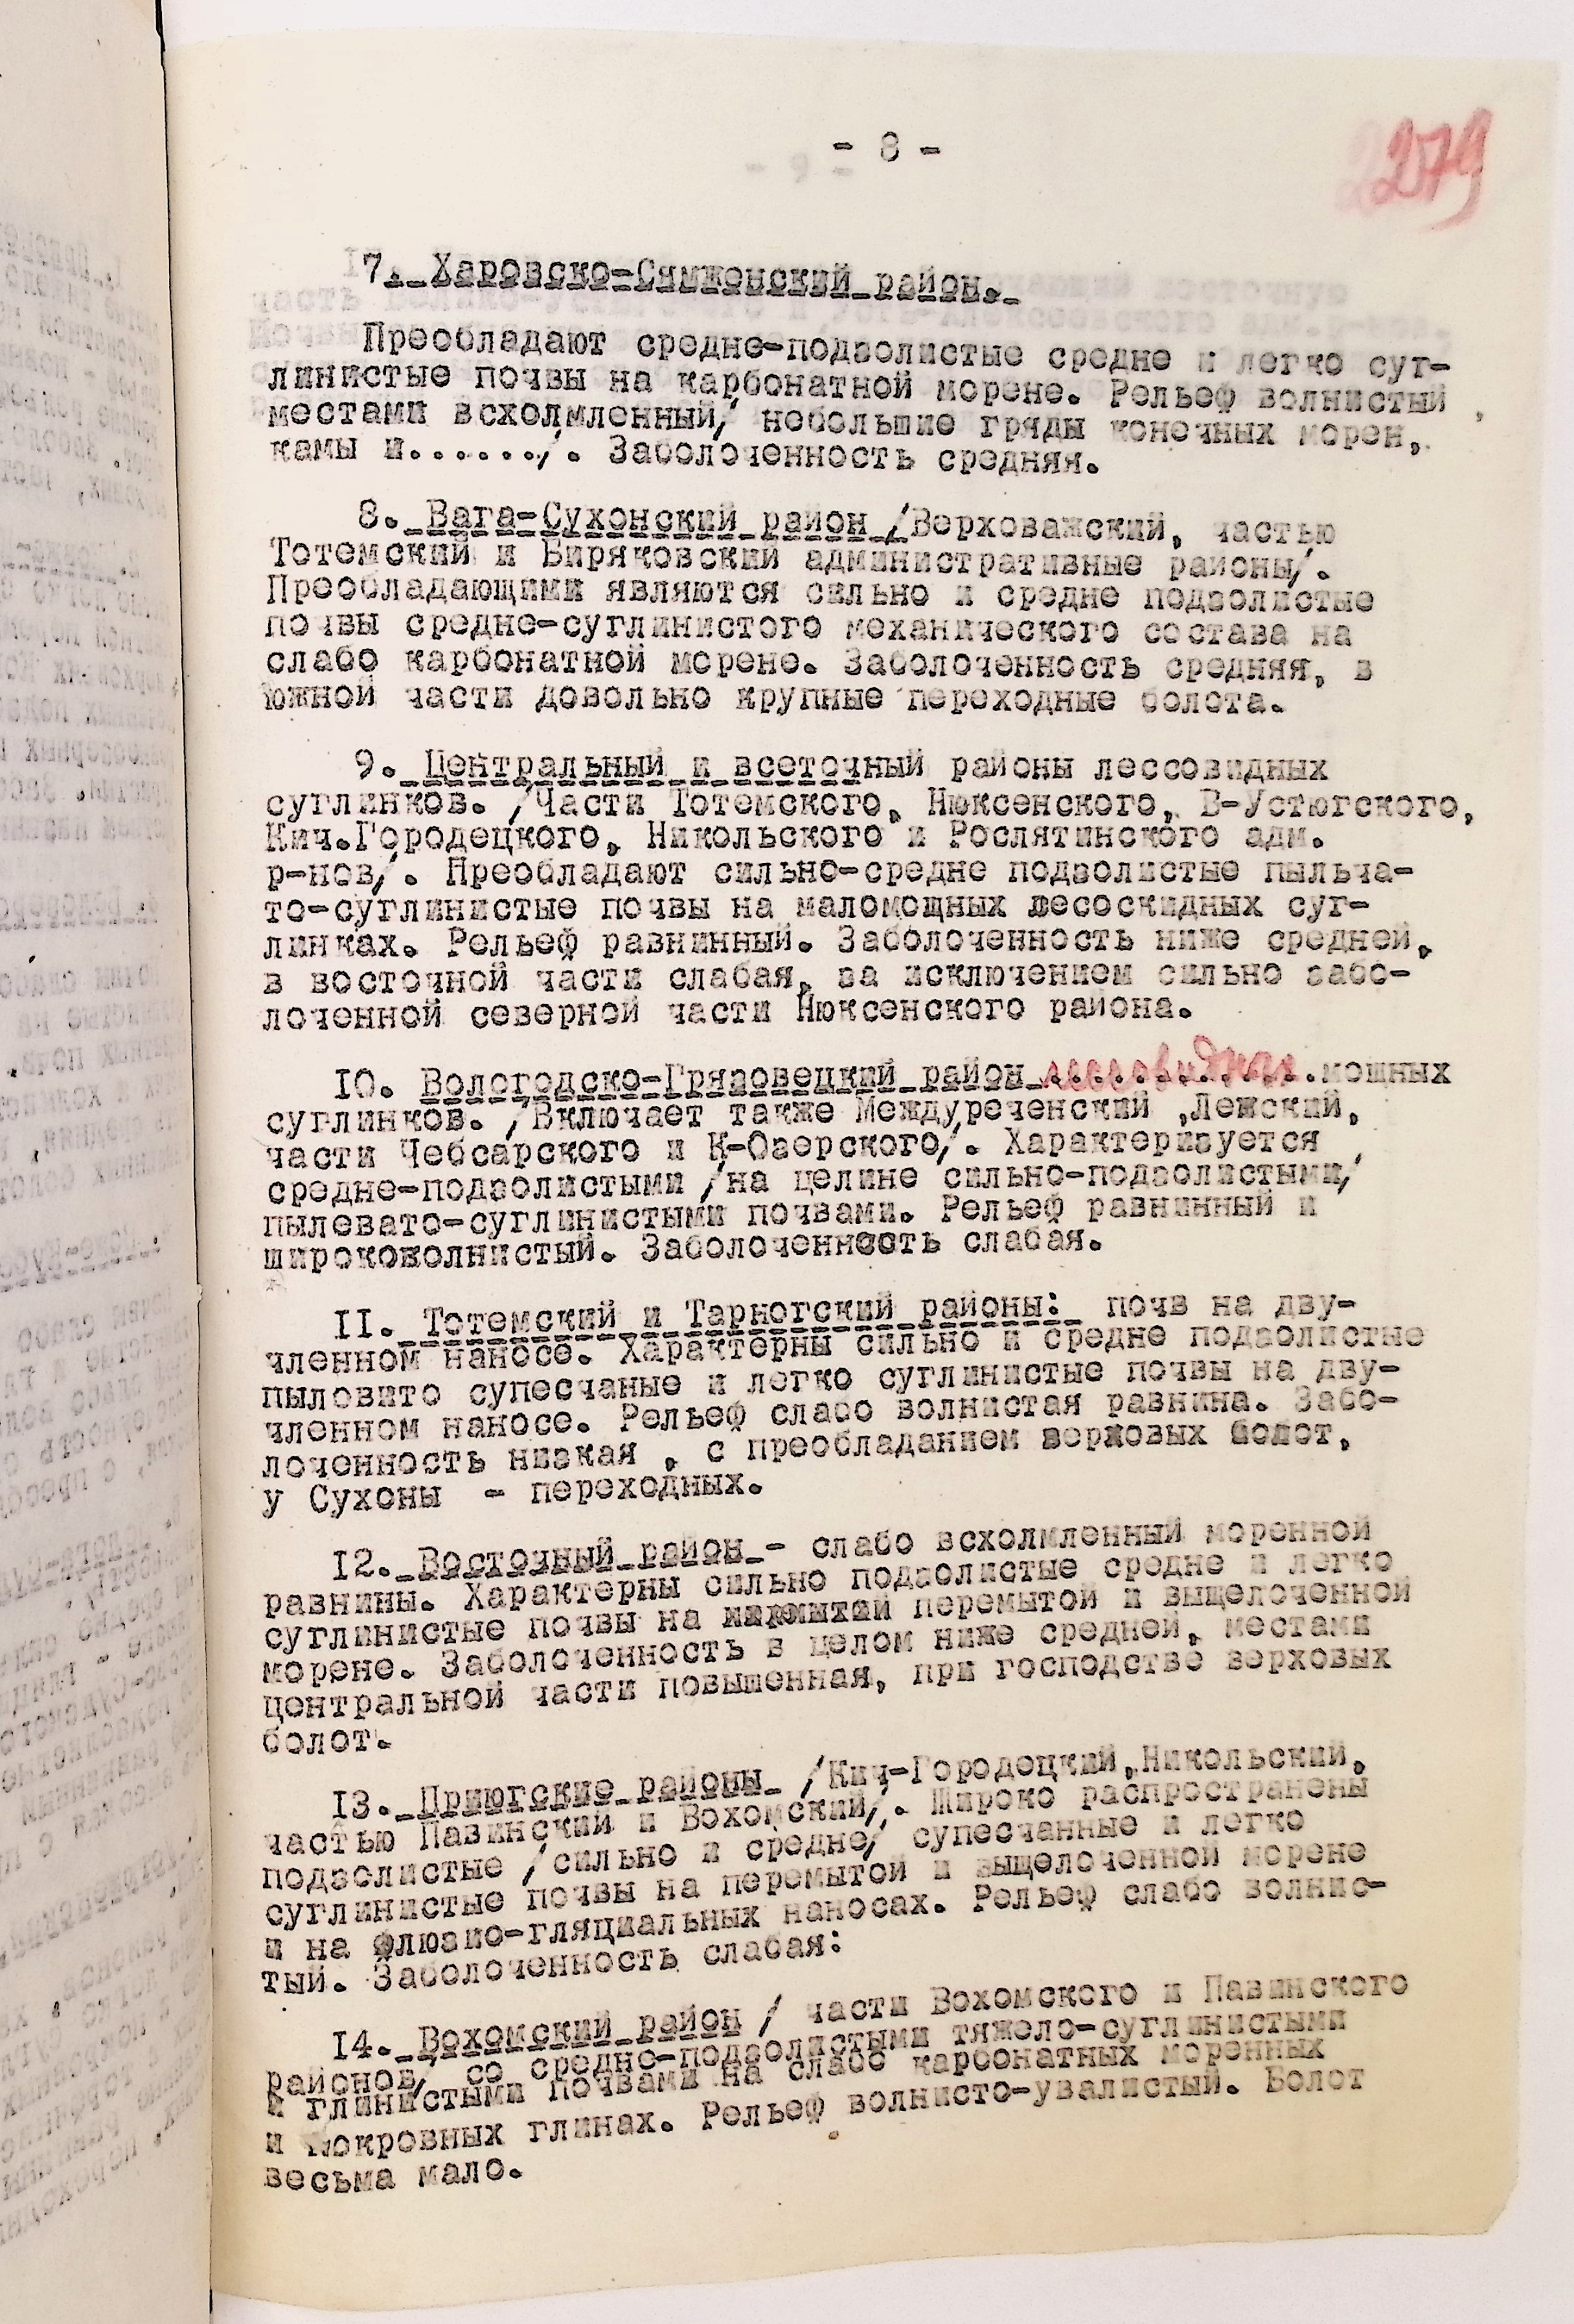 - 8 -
279
7. Харовско-Симженский район.
Преобладают средне-подзолистые средне и легко суг-
линистые почвы на карбонатной морене. Рельеф волнистый,
местами всхолмленный/ небольшие гряды конечных морен,
камы и......./. Заболоченность средняя.
8. Вага-Сухонский район /Верховажский, частью
Тотемский и Биряковский административные районы/.
Преобладающими являются сильно и средне подзолистые
почвы средне-суглинистого механического состава на
слабо карбонатной морене. Заболоченность средняя, в
южной части довольно крупные переходные болота.
9. Центральный и всеточный районы лессовидных
суглинков. /Части Тотемского, Нюксенского, В-Устюгского,
Кич.Городецкого, Никольского и Рослятинского адм.
р-нов/. Преобладают сильно-средне подзолистые пыльча-
то-суглинистые почвы на маломощных лесоскидных суг-
линках. Рельеф равнинный. Заболоченность ниже средней,
в восточной части слабая, за исключением сильно забо-
лоченной северной части Нюксенского района.
10. Вологодско-Грязовецкий район лессовидных мощных
суглинков. /Включает также Междуреченский ,Лежский,
части Чебсарского и К-Озерского/. Характеризуется
средне-подзолистыми /на целине сильно-подзолистыми/
пылевато-суглинистыми почвами. Рельеф равнинный и
широковолнистый. Заболоченность слабая.
11. Тотемский и Тарногский районы: почв на дву-
членном наносе. Характерны сильно и средне подзолистые
пыловито супесчаные и легко суглинистые почвы на дву-
членном наносе. Рельеф слабо волнистая равнина. Забо-
лоченность низкая , с преобладанием верховых болот,
у Сухоны - переходных.
12. Восточный район - слабо всхолмленный моренной
равнины. Характерны сильно подзолистые средне и легко
суглинистые почвы на перемытой и выщелоченной
морене. Заболоченность в целом ниже средней, местами
центральной части повышенная, при господстве верховых
болот.
13. Приюгские районы /Кич-Городецкий,Никольский,
частью Павинский и Вохомский/. Широко распространены
подзолистые /сильно и средне/ супесчанные и легко
суглинистые почвы на перемытой и выщелоченной морене
и на флювио-гляциальных наносах. Рельеф слабо волнис-
тый. Заболоченность слабая:
14. Вохомский район / части Вохомского и Павинского
районов/ со средне-подзолистыми тяжело-суглинистыми
и глинистыми почвами на слабо карбонатных моренных
и покровных глинах. Рельеф волнисто-увалистый. Болот
весьма мало.